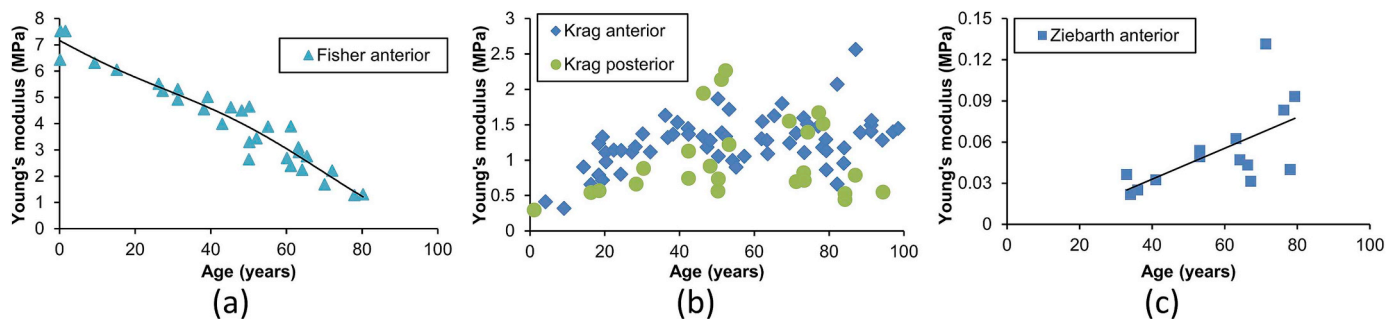 Young's modulus (MPa)
8
7
6
5
4
3
2
1
0
Fisher anterior
0 20 40 60 80 100
Age (years)
(a)
Young's modulus (MPa)
3
2.5
2
1.5
1
0.5
0
Krag anterior
Krag posterior
0 20 40 60 80 100
Age (years)
(b)
Young's modulus (MPa)
0.15
0.12
0.09
0.06
0.03
0
Ziebarth anterior
0 20 40 60 80 100
Age (years)
(c)